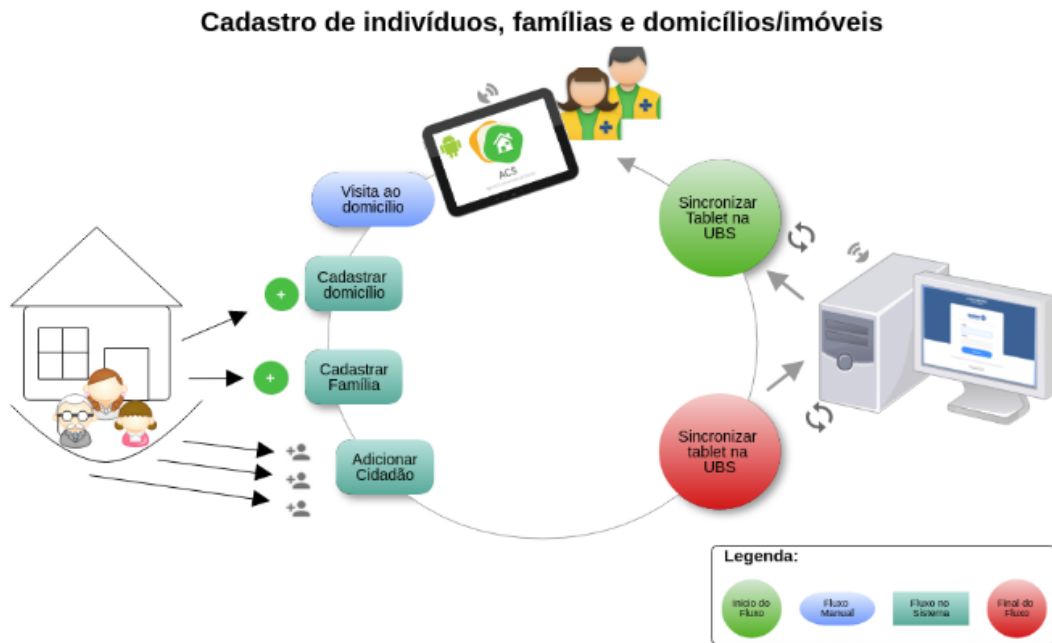 Cadastro de indivíduos, famílias e domicílios/imóveis
ACS
Visita ao
domicílio
Sincronizar
Tablet na
UBS
Cadastrar
domicílio
Cadastrar
Família
Adicionar
Cidadão
Sincronizar
tablet na
UBS
Legenda:
Inicio do
Fluxo
Fluxo
Manual
Fluxo no
Sistema
Final do
Fluxo